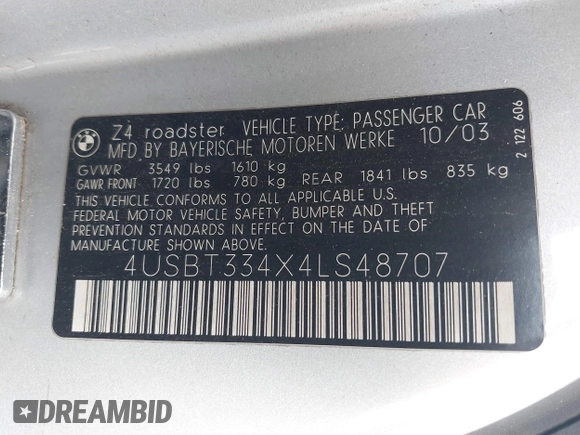 Z4 roadster VEHICLE TYPE: PASSENGER CAR
MFD BY BAYERISCHE MOTOREN WERKE 10/03
GVWR 3549 lbs 1610 kg
GAWR FRONT 1720 lbs 780 kg REAR 1841 lbs 835 kg
THIS VEHICLE CONFORMS TO ALL APPLICABLE U.S.
FEDERAL MOTOR VEHICLE SAFETY, BUMPER AND THEFT
PREVENTION STANDARDS IN EFFECT ON THE DATE OF
MANUFACTURE SHOWN ABOVE.
4USBT334X4LS48707
2 122 606
DREAMBID